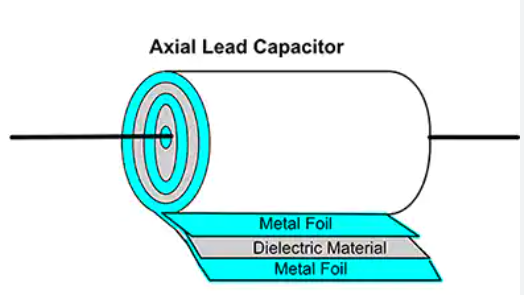 Axial Lead Capacitor
Metal Foil
Dielectric Material
Metal Foil